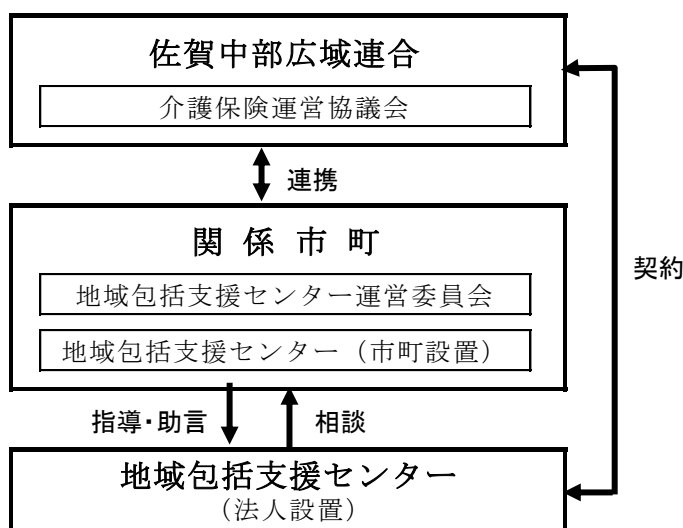 佐賀中部広域連合
介護保険運営協議会
連携
関係市町
地域包括支援センター運営委員会
地域包括支援センター（市町設置）
契約
指導・助言
相談
地域包括支援センター
（法人設置）